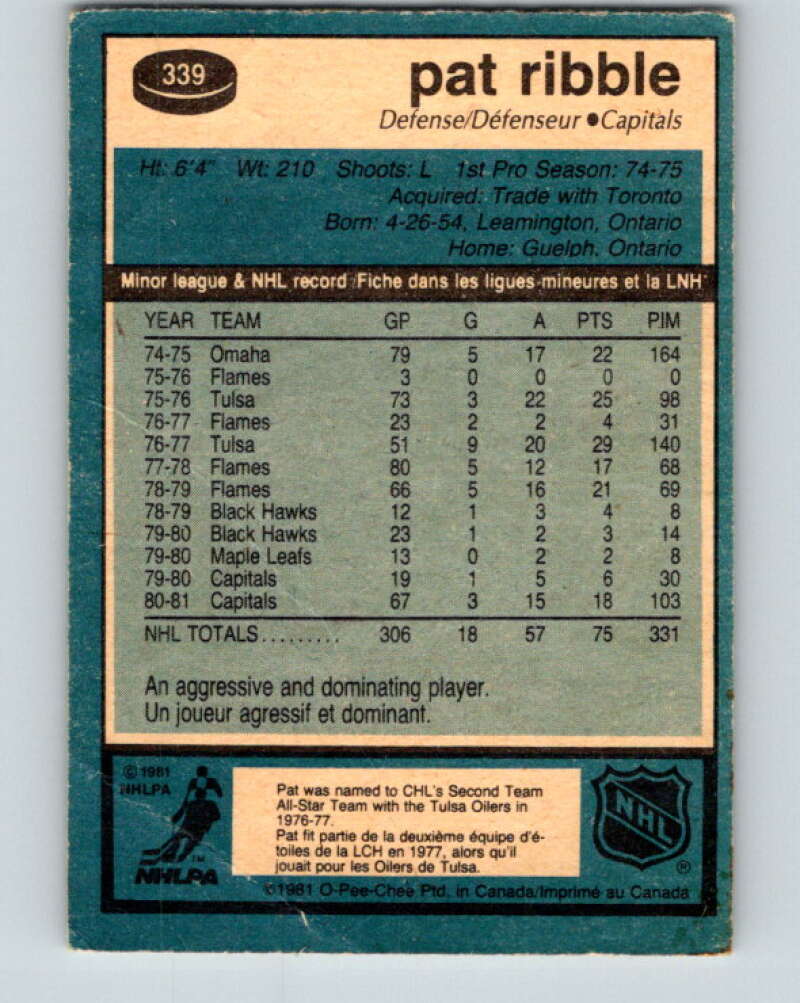 339
pat ribble
Defense/Défenseur ● Capitals
Ht: 6'4" Wt: 210 Shoots: L 1st Pro Season: 74-75
Acquired: Trade with Toronto
Born: 4-26-54, Leamington, Ontario
Home: Guelph, Ontario
Minor league & NHL record/Fiche dans les ligues mineures et la LNH
YEAR TEAM GP G A PTS PIM
74-75 Omaha 79 5 17 22 164
75-76 Flames 3 0 0 0 0
75-76 Tulsa 73 3 22 25 98
76-77 Flames 23 2 2 4 31
76-77 Tulsa 51 9 20 29 140
77-78 Flames 80 5 12 17 68
78-79 Flames 66 5 16 21 69
78-79 Black Hawks 12 1 3 4 8
79-80 Black Hawks 23 1 2 3 14
79-80 Maple Leafs 13 0 2 2 8
79-80 Capitals 19 1 5 6 30
80-81 Capitals 67 3 15 18 103
NHL TOTALS......... 306 18 57 75 331
An aggressive and dominating player.
Un joueur agressif et dominant.
© 1981
NHLPA
TM
NHLPA
Pat was named to CHL's Second Team
All-Star Team with the Tulsa Oilers in
1976-77.
Pat fit partie de la deuxième équipe d'é-
toiles de la LCH en 1977, alors qu'il
jouait pour les Oilers de Tulsa.
NHL
®
©1981 O-Pee-Chee Ptd. in Canada/Imprimé au Canada